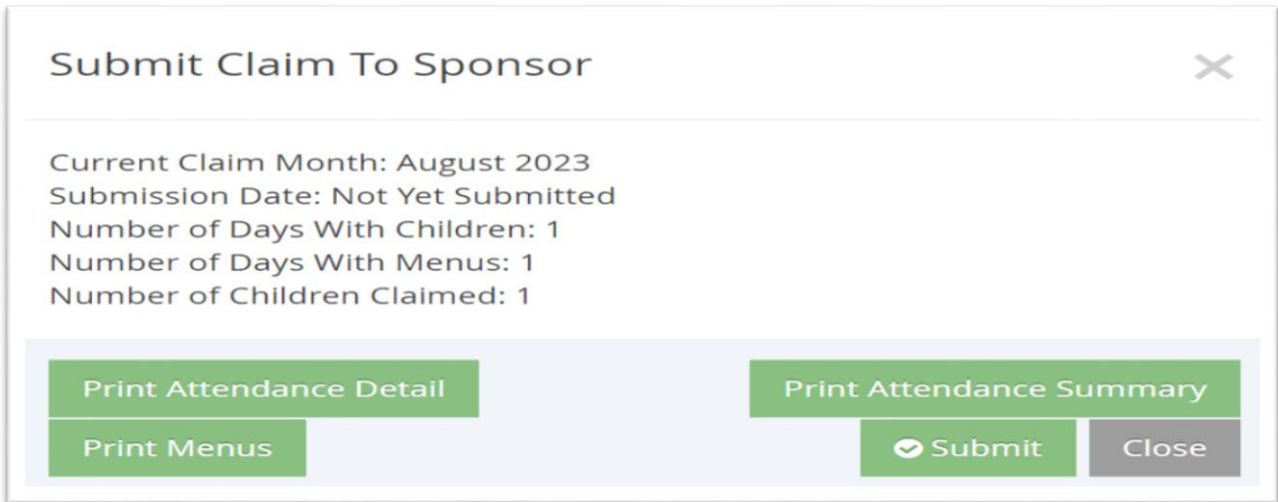 Submit Claim To Sponsor
Current Claim Month: August 2023
Submission Date: Not Yet Submitted
Number of Days With Children: 1
Number of Days With Menus: 1
Number of Children Claimed: 1
Print Attendance Detail
Print Attendance Summary
Print Menus
Submit
Close